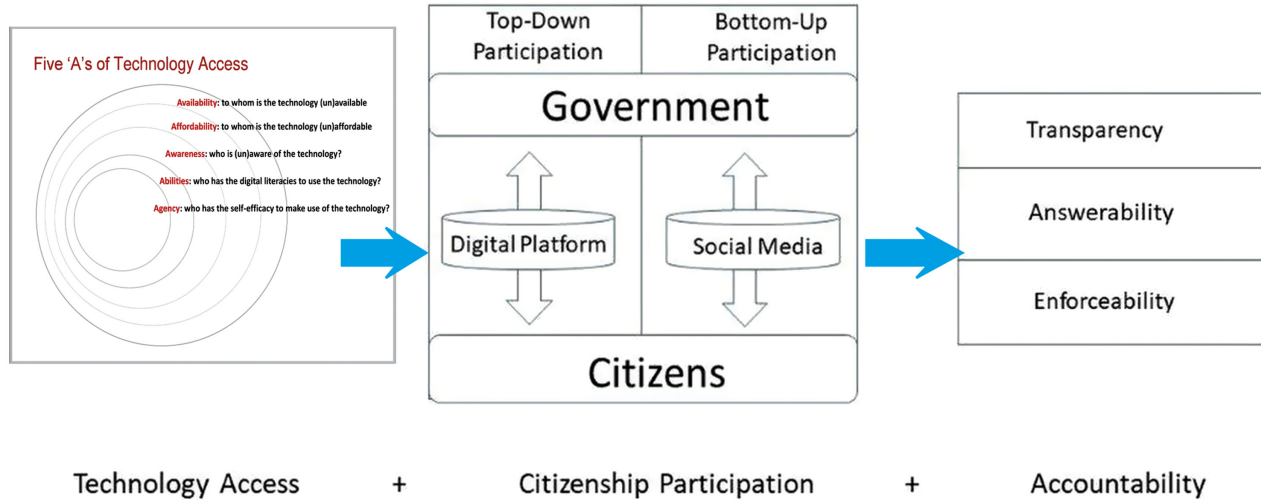 Five ‘A’s of Technology Access
Availability: to whom is the technology (un)available
Affordability: to whom is the technology (un)affordable
Awareness: who is (un)aware of the technology?
Abilities: who has the digital literacies to use the technology?
Agency: who has the self-efficacy to make use of the technology?
Top-Down
Participation
Bottom-Up
Participation
Government
Digital Platform
Social Media
Citizens
Transparency
Answerability
Enforceability
Technology Access + Citizenship Participation + Accountability